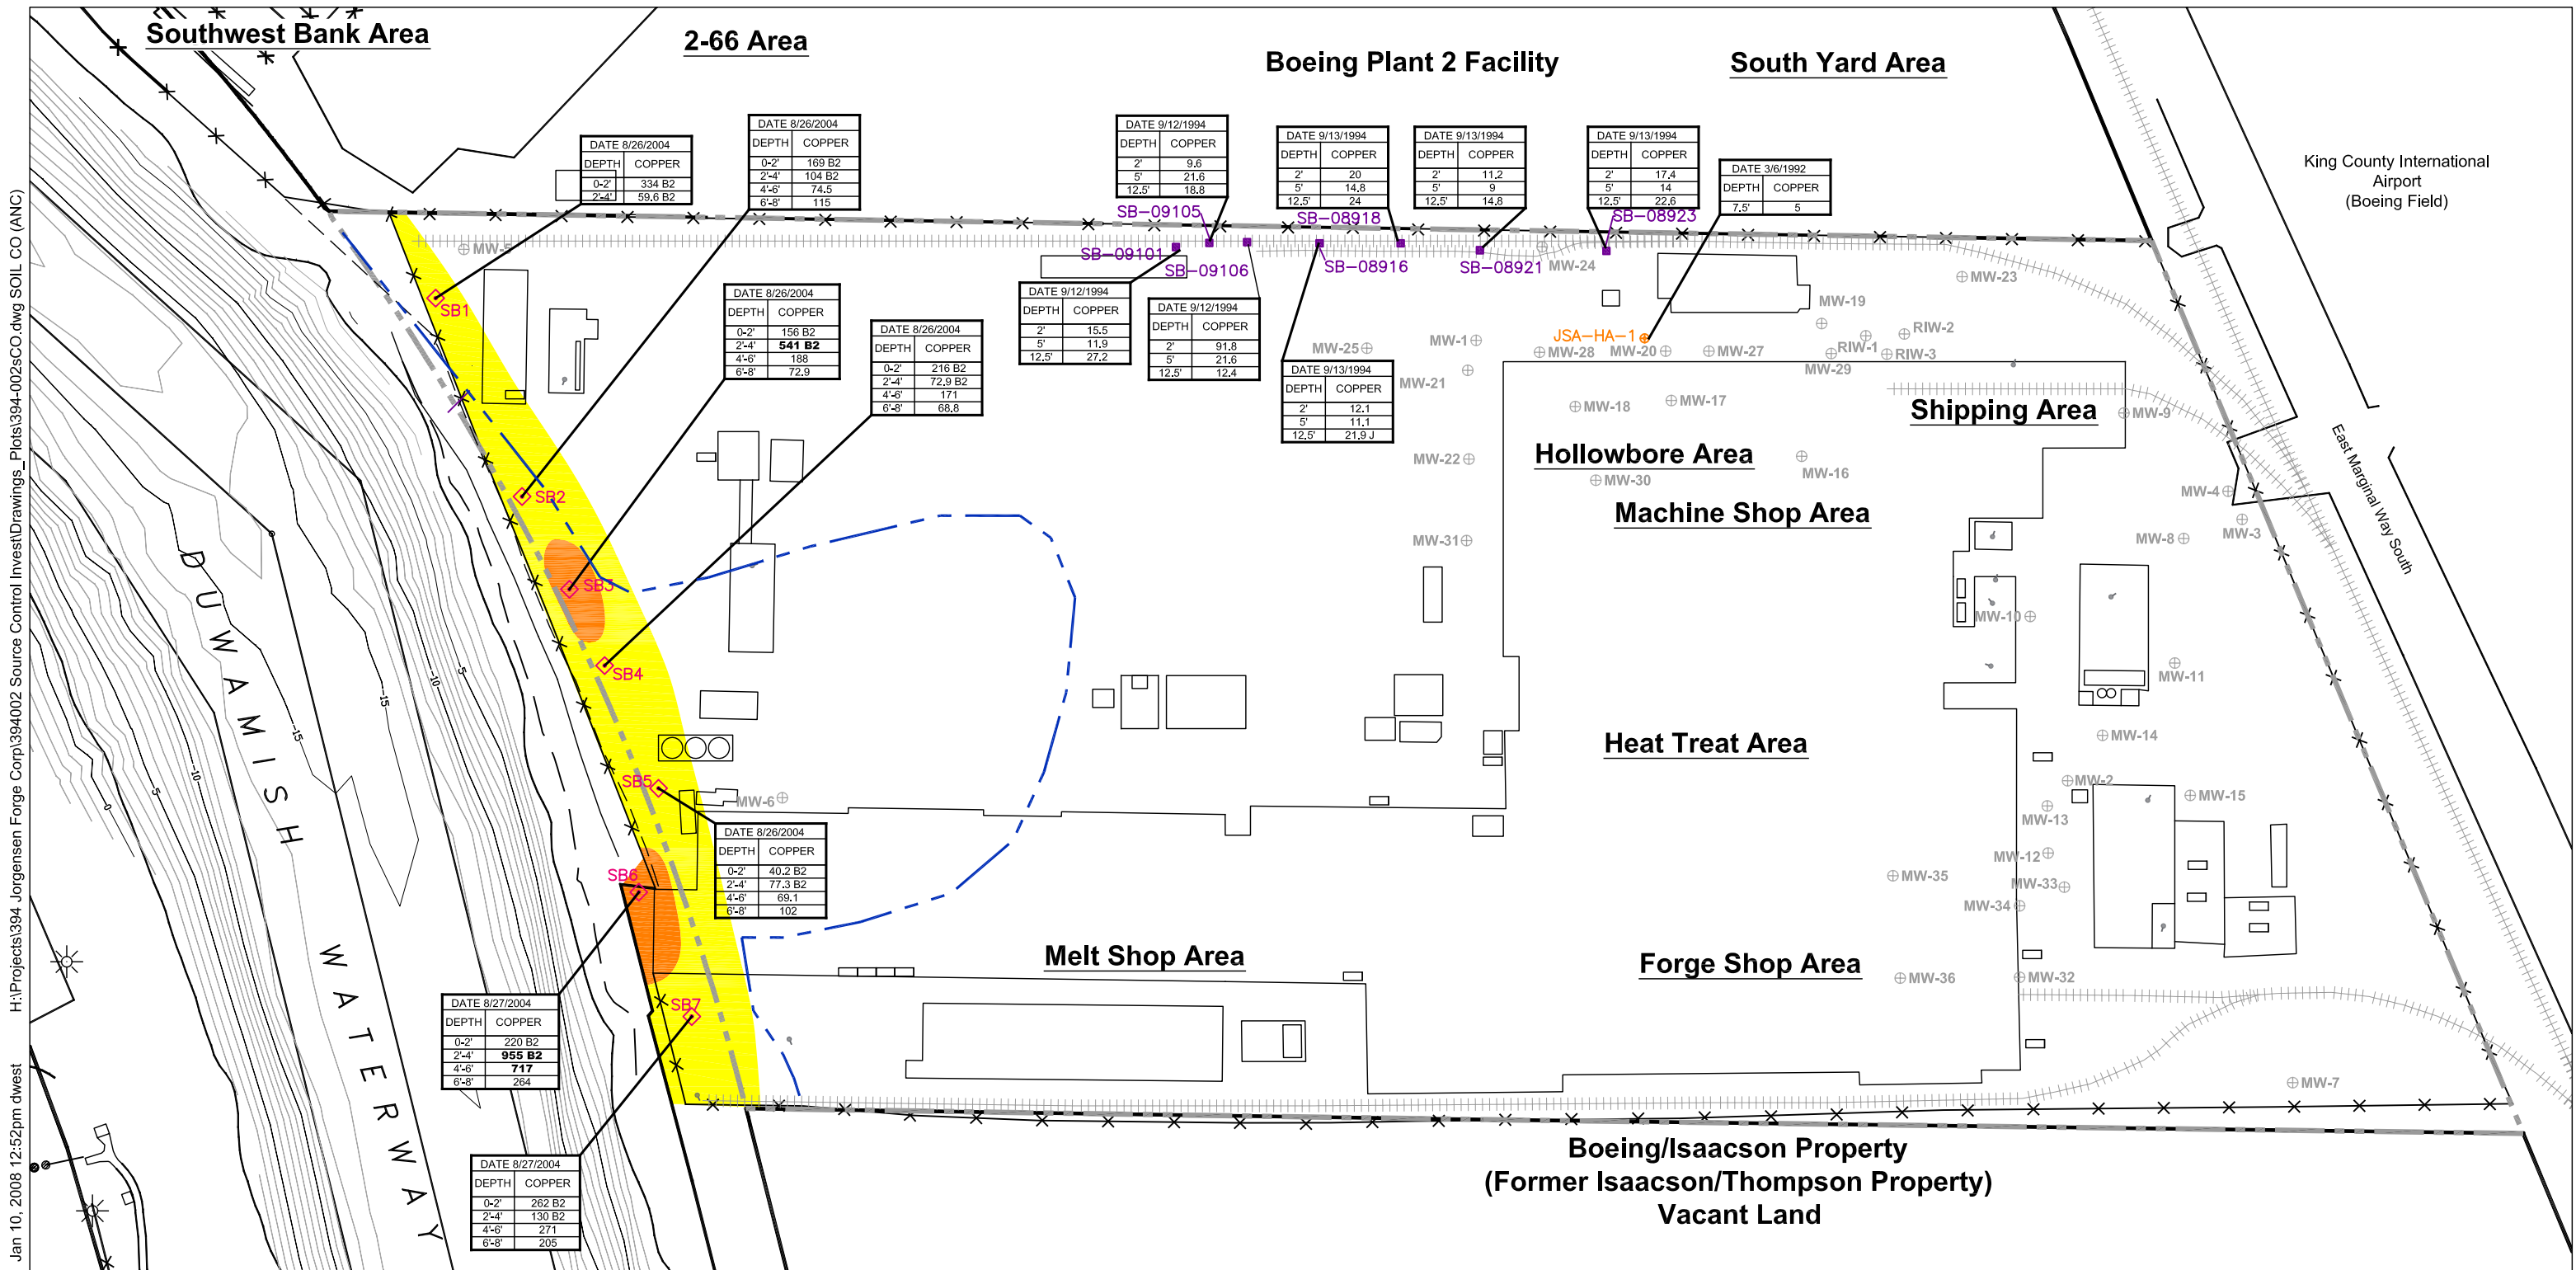 Southwest Bank Area
2-66 Area
Boeing Plant 2 Facility
South Yard Area
King County International
Airport
(Boeing Field)
East Marginal Way South
DATE 8/26/2004
DEPTH COPPER
0-2' 334 B2
2'-4' 59.6 B2
DATE 8/26/2004
DEPTH COPPER
0-2' 169 B2
2'-4' 104 B2
4'-6' 74.5
6'-8' 115
DATE 9/12/1994
DEPTH COPPER
2' 9.6
5' 21.6
12.5' 18.8
DATE 9/13/1994
DEPTH COPPER
2' 20
5' 14.8
12.5' 24
DATE 9/13/1994
DEPTH COPPER
2' 11.2
5' 9
12.5' 14.8
DATE 9/13/1994
DEPTH COPPER
2' 17.4
5' 14
12.5' 22.6
DATE 3/6/1992
DEPTH COPPER
7.5' 5
SB-09105
SB-08918
SB-08923
SB-09101
SB-09106
SB-08916
SB-08921
MW-5
MW-24
MW-23
DATE 8/26/2004
DEPTH COPPER
0-2' 156 B2
2'-4' 541 B2
4'-6' 188
6'-8' 72.9
DATE 8/26/2004
DEPTH COPPER
0-2' 216 B2
2'-4' 72.9 B2
4'-6' 171
6'-8' 68.8
DATE 9/12/1994
DEPTH COPPER
2' 15.5
5' 11.9
12.5' 27.2
DATE 9/12/1994
DEPTH COPPER
2' 91.8
5' 21.6
12.5' 12.4
DATE 9/13/1994
DEPTH COPPER
2' 12.1
5' 11.1
12.5' 21.9 J
SB1
MW-19
RIW-2
JSA-HA-1
MW-1
MW-25
MW-28
MW-20
MW-27
RIW-1
RIW-3
MW-29
MW-21
MW-18
MW-17
Shipping Area
MW-9
Hollowbore Area
MW-22
MW-16
MW-30
MW-4
SB2
Machine Shop Area
MW-3
MW-31
MW-8
SB3
MW-10
SB4
MW-11
Heat Treat Area
MW-14
SB5
MW-6
MW-2
MW-15
MW-13
DATE 8/26/2004
DEPTH COPPER
0-2' 40.2 B2
2'-4' 77.3 B2
4'-6' 69.1
6'-8' 102
SB6
MW-12
MW-35
MW-33
MW-34
Melt Shop Area
Forge Shop Area
MW-36
MW-32
SB7
MW-7
DATE 8/27/2004
DEPTH COPPER
0-2' 220 B2
2'-4' 955 B2
4'-6' 717
6'-8' 264
DATE 8/27/2004
DEPTH COPPER
0-2' 262 B2
2'-4' 130 B2
4'-6' 271
6'-8' 205
DUWAMISH WATERWAY
-5
-10
-15
-15
-10
-5
0
Boeing/Isaacson Property
(Former Isaacson/Thompson Property)
Vacant Land
Jan 10, 2008 12:52pm dwest H:\Projects\394 Jorgensen Forge Corp\394002 Source Control Invest\Drawings_Plots\394-002sCO.dwg SOIL CO (ANC)